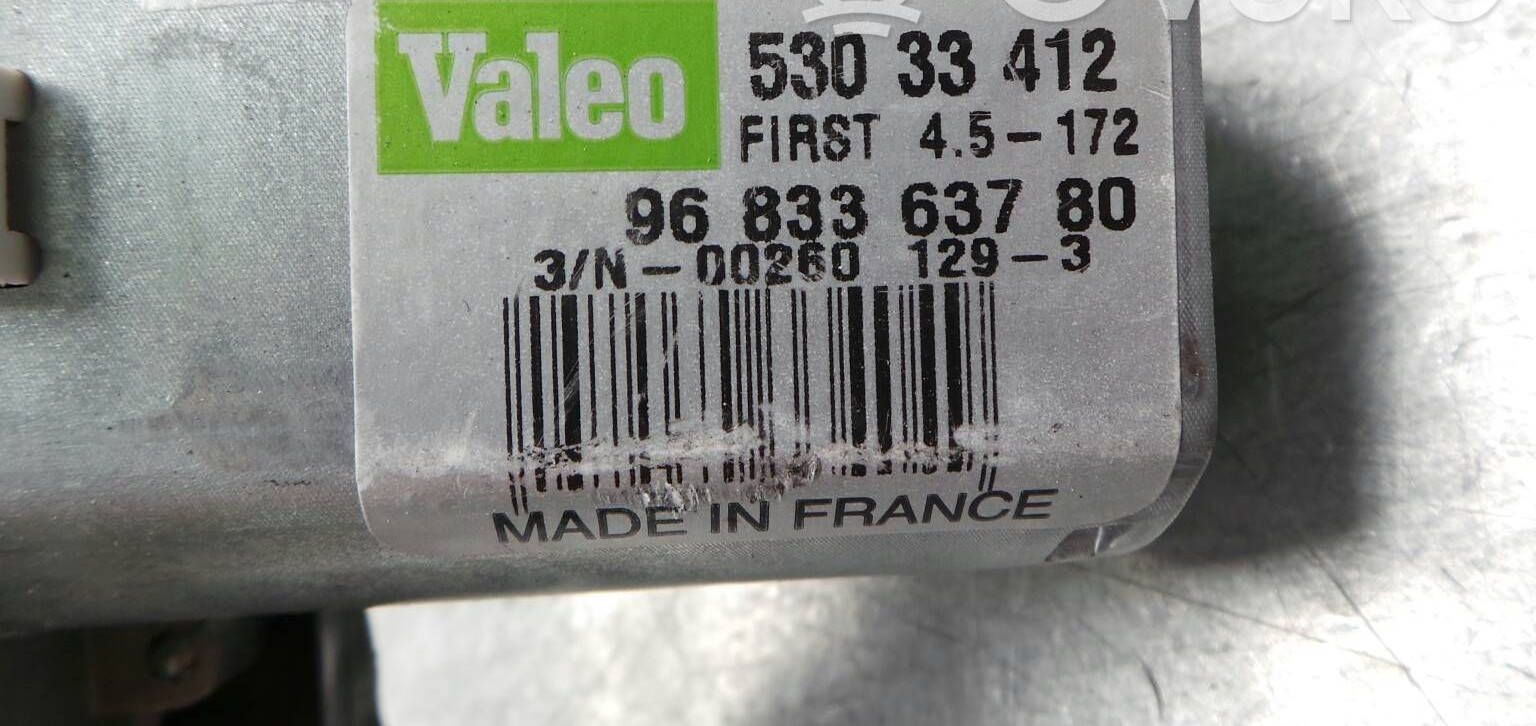 Valeo
530 33 412
FIRST 4.5-172
96 833 637 80
3/N-00260 129-3
MADE IN FRANCE